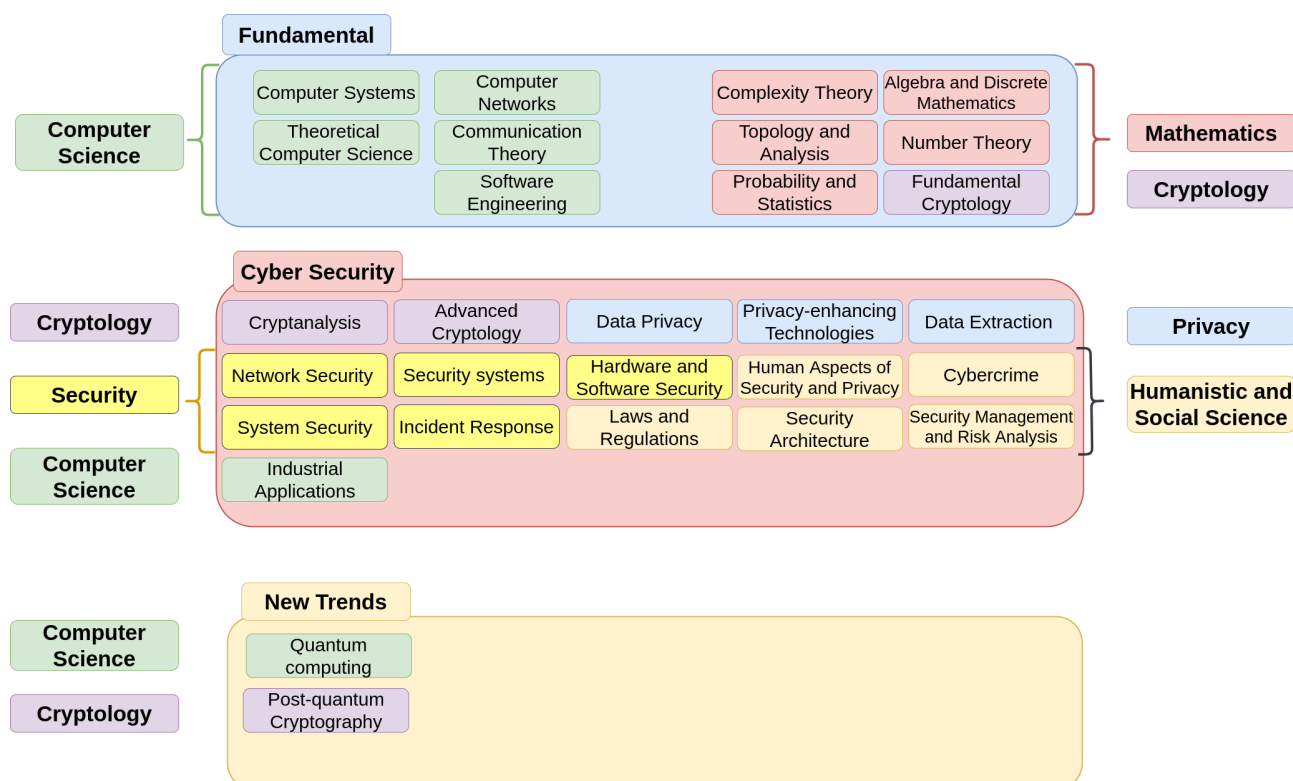 Fundamental
Computer Systems
Computer
Networks
Complexity Theory
Algebra and Discrete
Mathematics
Computer
Science
Theoretical
Computer Science
Communication
Theory
Topology and
Analysis
Number Theory
Mathematics
Software
Engineering
Probability and
Statistics
Fundamental
Cryptology
Cryptology
Cyber Security
Cryptology
Cryptanalysis
Advanced
Cryptology
Data Privacy
Privacy-enhancing
Technologies
Data Extraction
Privacy
Security
Network Security
Security systems
Hardware and
Software Security
Human Aspects of
Security and Privacy
Cybercrime
Humanistic and
Social Science
System Security
Incident Response
Laws and
Regulations
Security
Architecture
Security Management
and Risk Analysis
Computer
Science
Industrial
Applications
New Trends
Computer
Science
Quantum
computing
Cryptology
Post-quantum
Cryptography